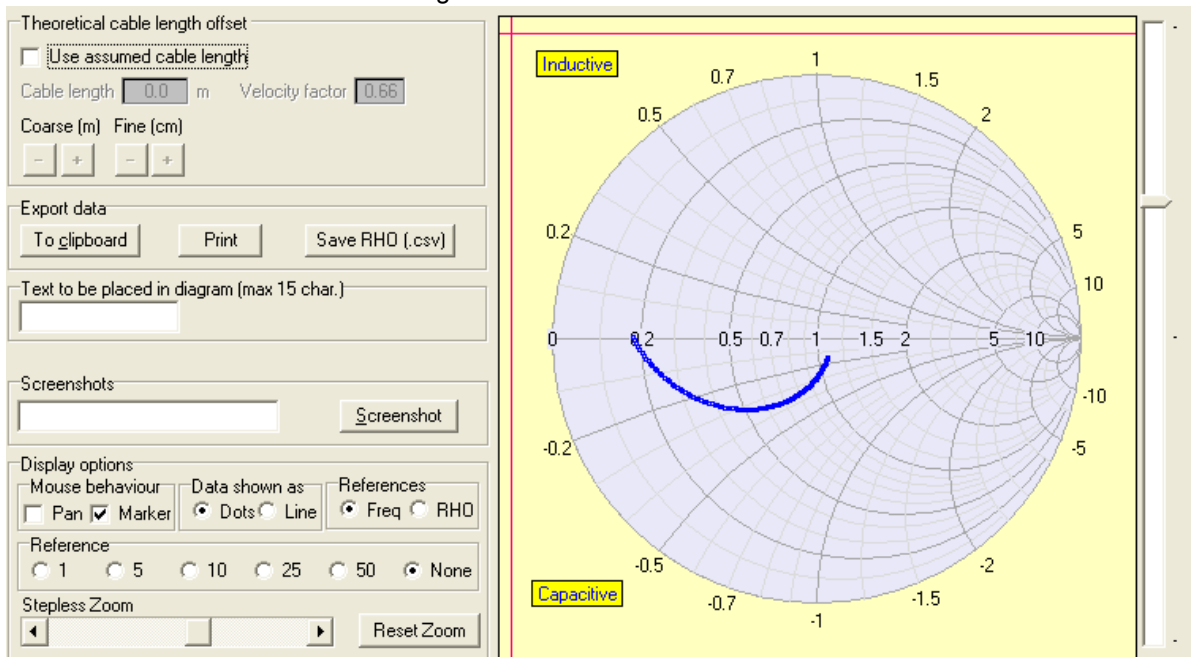 Theoretical cable length offset
Use assumed cable length
Cable length 0.0 m Velocity factor 0.66
Coarse (m) Fine (cm)
- + - +
Export data
To clipboard Print Save RHO (.csv)
Text to be placed in diagram (max 15 char.)
Screenshots
Screenshot
Display options
Mouse behaviour Data shown as References
Pan Marker Dots Line Freq RHO
Reference
1 5 10 25 50 None
Stepless Zoom
Reset Zoom
Inductive
1
0.7 1.5
0.5 2
0.2 5
10
0 0.2 0.5 0.7 1 1.5 2 5 10
-10
-0.2 -5
-0.5 -2
Capacitive
-0.7 -1.5
-1